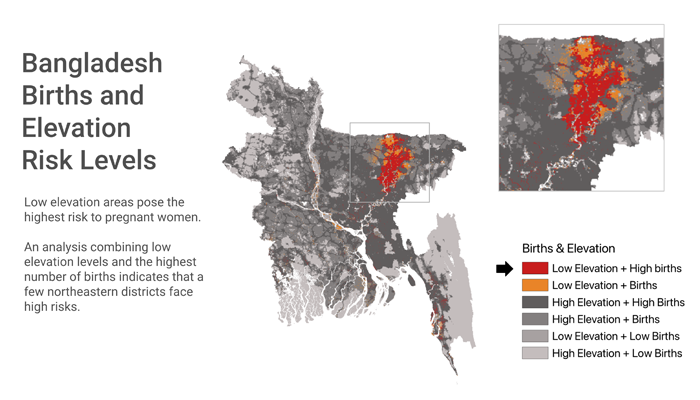 Bangladesh
Births and
Elevation
Risk Levels
Low elevation areas pose the
highest risk to pregnant women.
An analysis combining low
elevation levels and the highest
number of births indicates that a
few northeastern districts face
high risks.
Births & Elevation
Low Elevation + High births
Low Elevation + Births
High Elevation + High Births
High Elevation + Births
Low Elevation + Low Births
High Elevation + Low Births